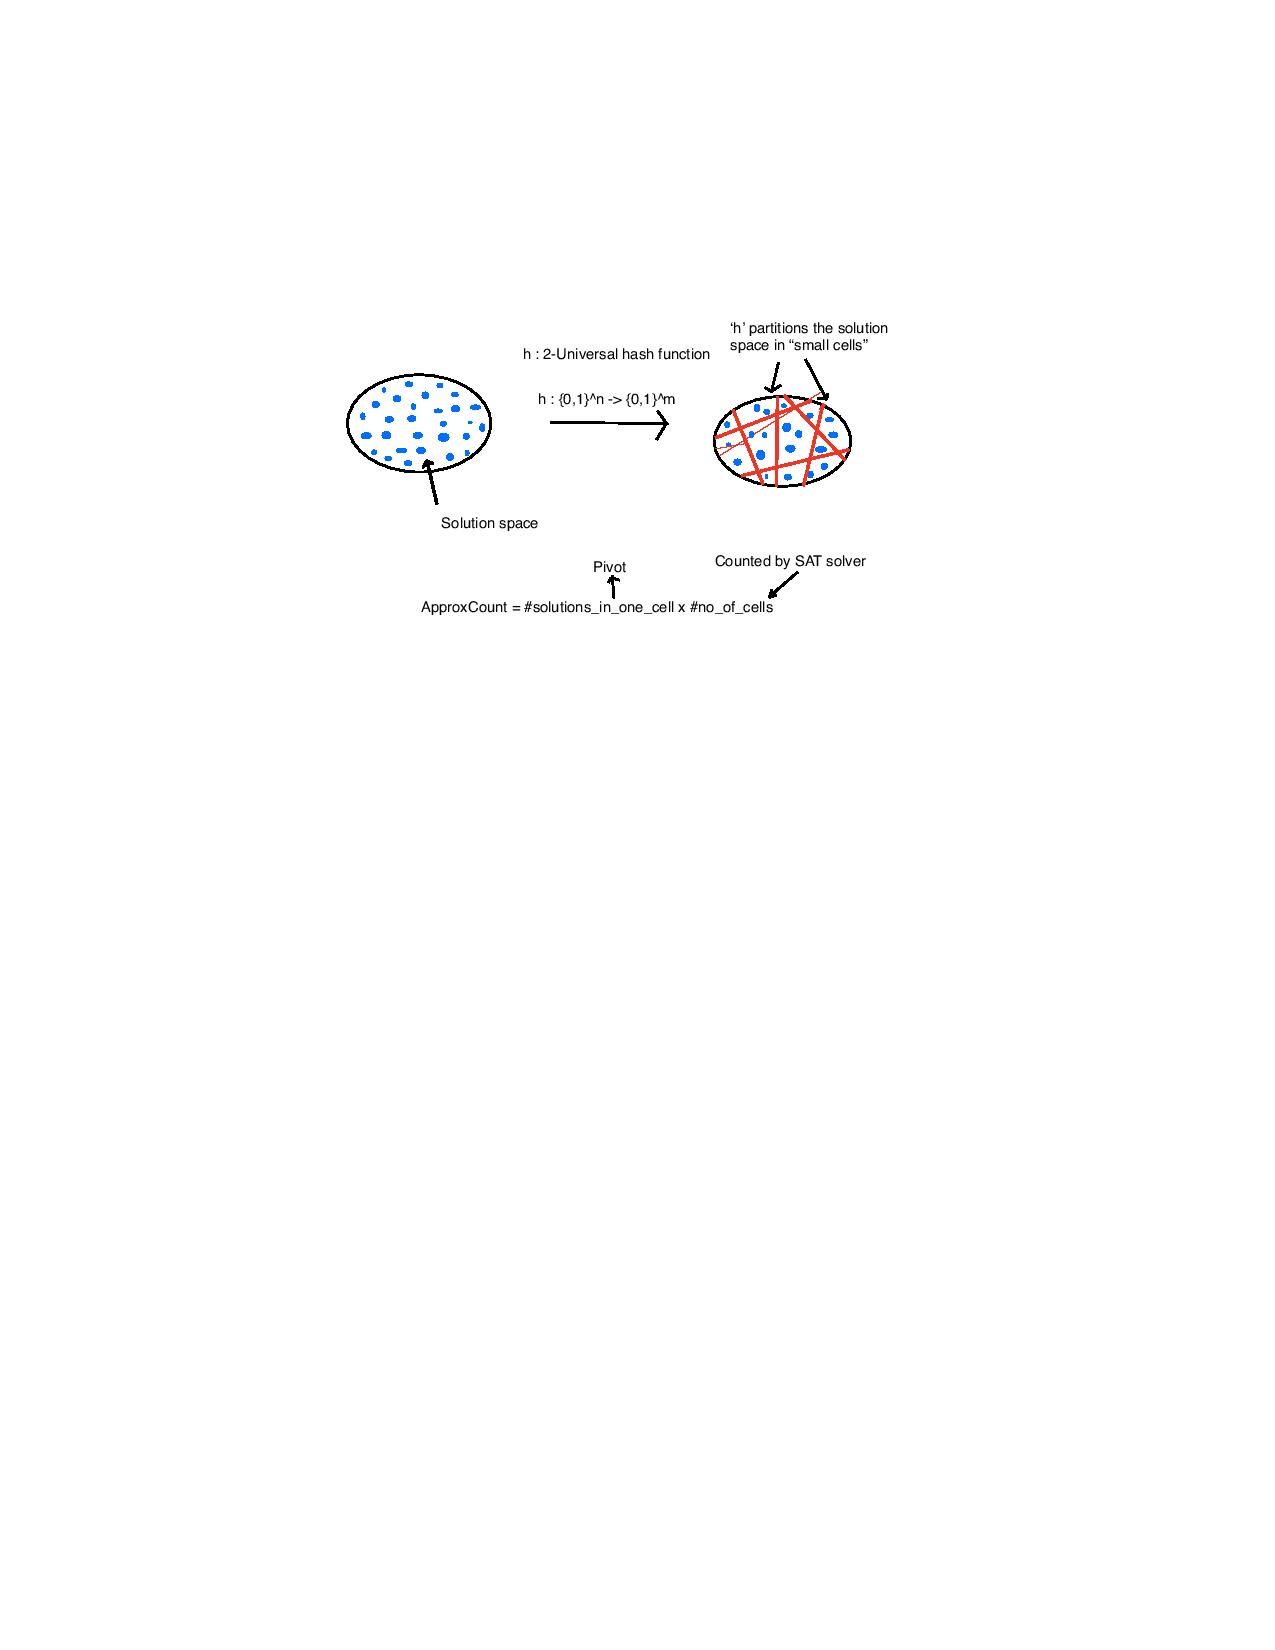 ‘h’ partitions the solution
space in “small cells”
h : 2-Universal hash function
h : {0,1}^n -> {0,1}^m
Solution space
Pivot
Counted by SAT solver
ApproxCount = #solutions_in_one_cell x #no_of_cells